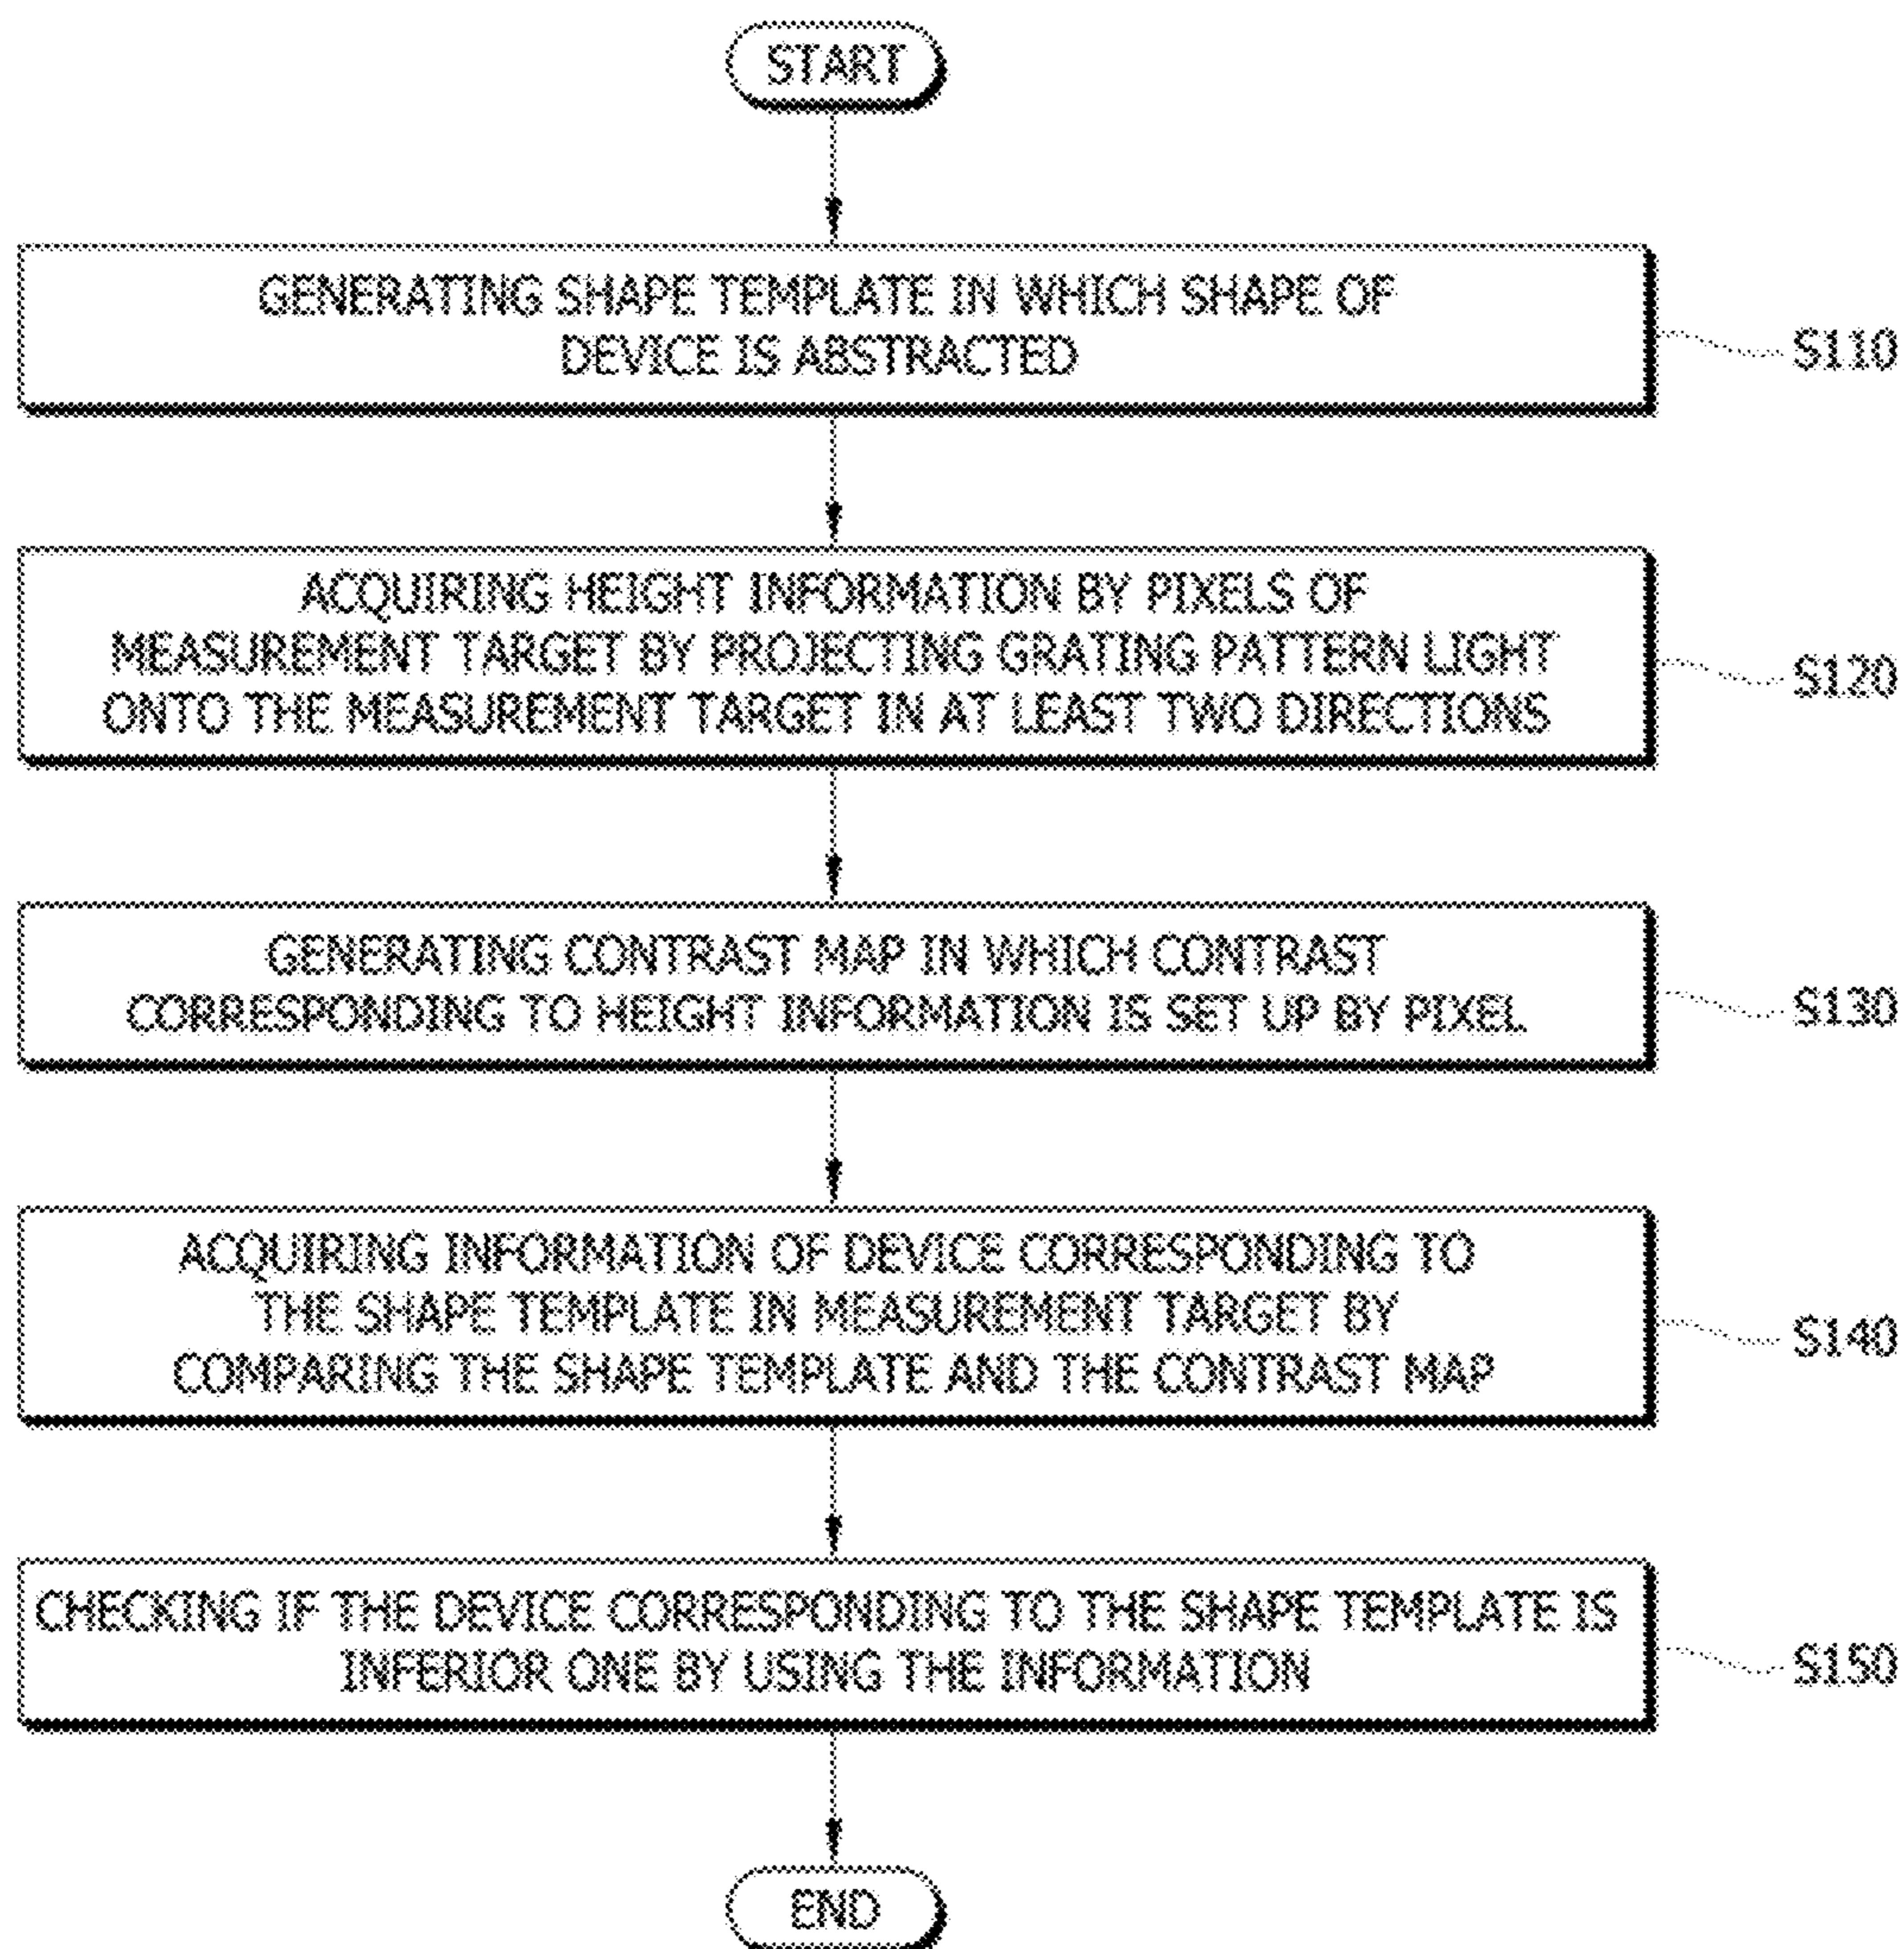 START
GENERATING SHAPE TEMPLATE IN WHICH SHAPE OF
DEVICE IS ABSTRACTED
S110
ACQUIRING HEIGHT INFORMATION BY PIXELS OF
MEASUREMENT TARGET BY PROJECTING GRATING PATTERN LIGHT
ONTO THE MEASUREMENT TARGET IN AT LEAST TWO DIRECTIONS
S120
GENERATING CONTRAST MAP IN WHICH CONTRAST
CORRESPONDING TO HEIGHT INFORMATION IS SET UP BY PIXEL
S130
ACQUIRING INFORMATION OF DEVICE CORRESPONDING TO
THE SHAPE TEMPLATE IN MEASUREMENT TARGET BY
COMPARING THE SHAPE TEMPLATE AND THE CONTRAST MAP
S140
CHECKING IF THE DEVICE CORRESPONDING TO THE SHAPE TEMPLATE IS
INFERIOR ONE BY USING THE INFORMATION
S150
END